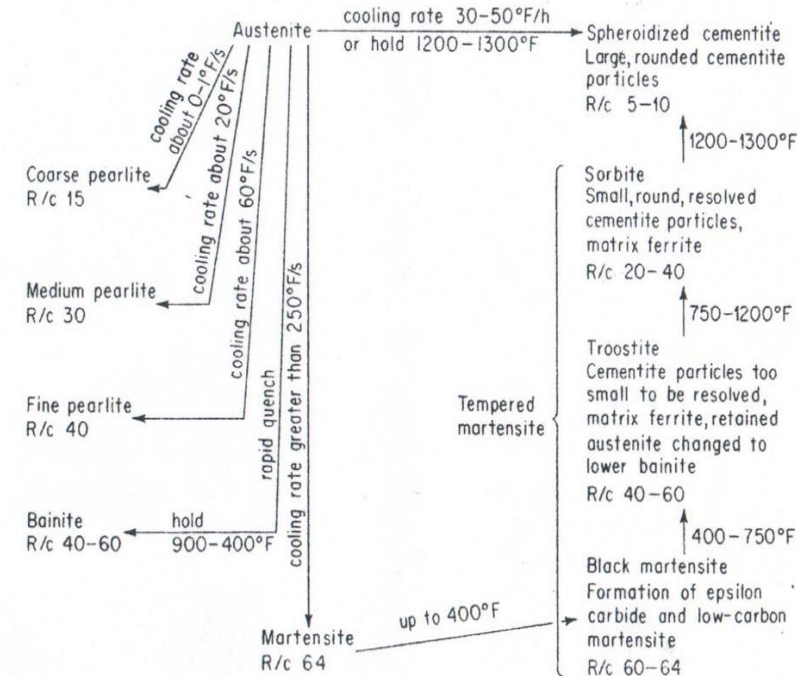 cooling rate 30-50°F/h
Austenite
or hold 1200-1300°F
Spheroidized cementite
Large, rounded cementite
particles
R/c 5-10
cooling rate
about 0-1°F/s
Coarse pearlite
R/c 15
cooling rate about 20°F/s
Medium pearlite
R/c 30
cooling rate about 60°F/s
Fine pearlite
R/c 40
rapid quench
Bainite
R/c 40-60
hold
900-400°F
cooling rate greater than 250°F/s
Martensite
R/c 64
up to 400°F
Tempered
martensite
1200-1300°F
Sorbite
Small, round, resolved
cementite particles,
matrix ferrite
R/c 20-40
750-1200°F
Troostite
Cementite particles too
small to be resolved,
matrix ferrite, retained
austenite changed to
lower bainite
R/c 40-60
400-750°F
Black martensite
Formation of epsilon
carbide and low-carbon
martensite
R/c 60-64